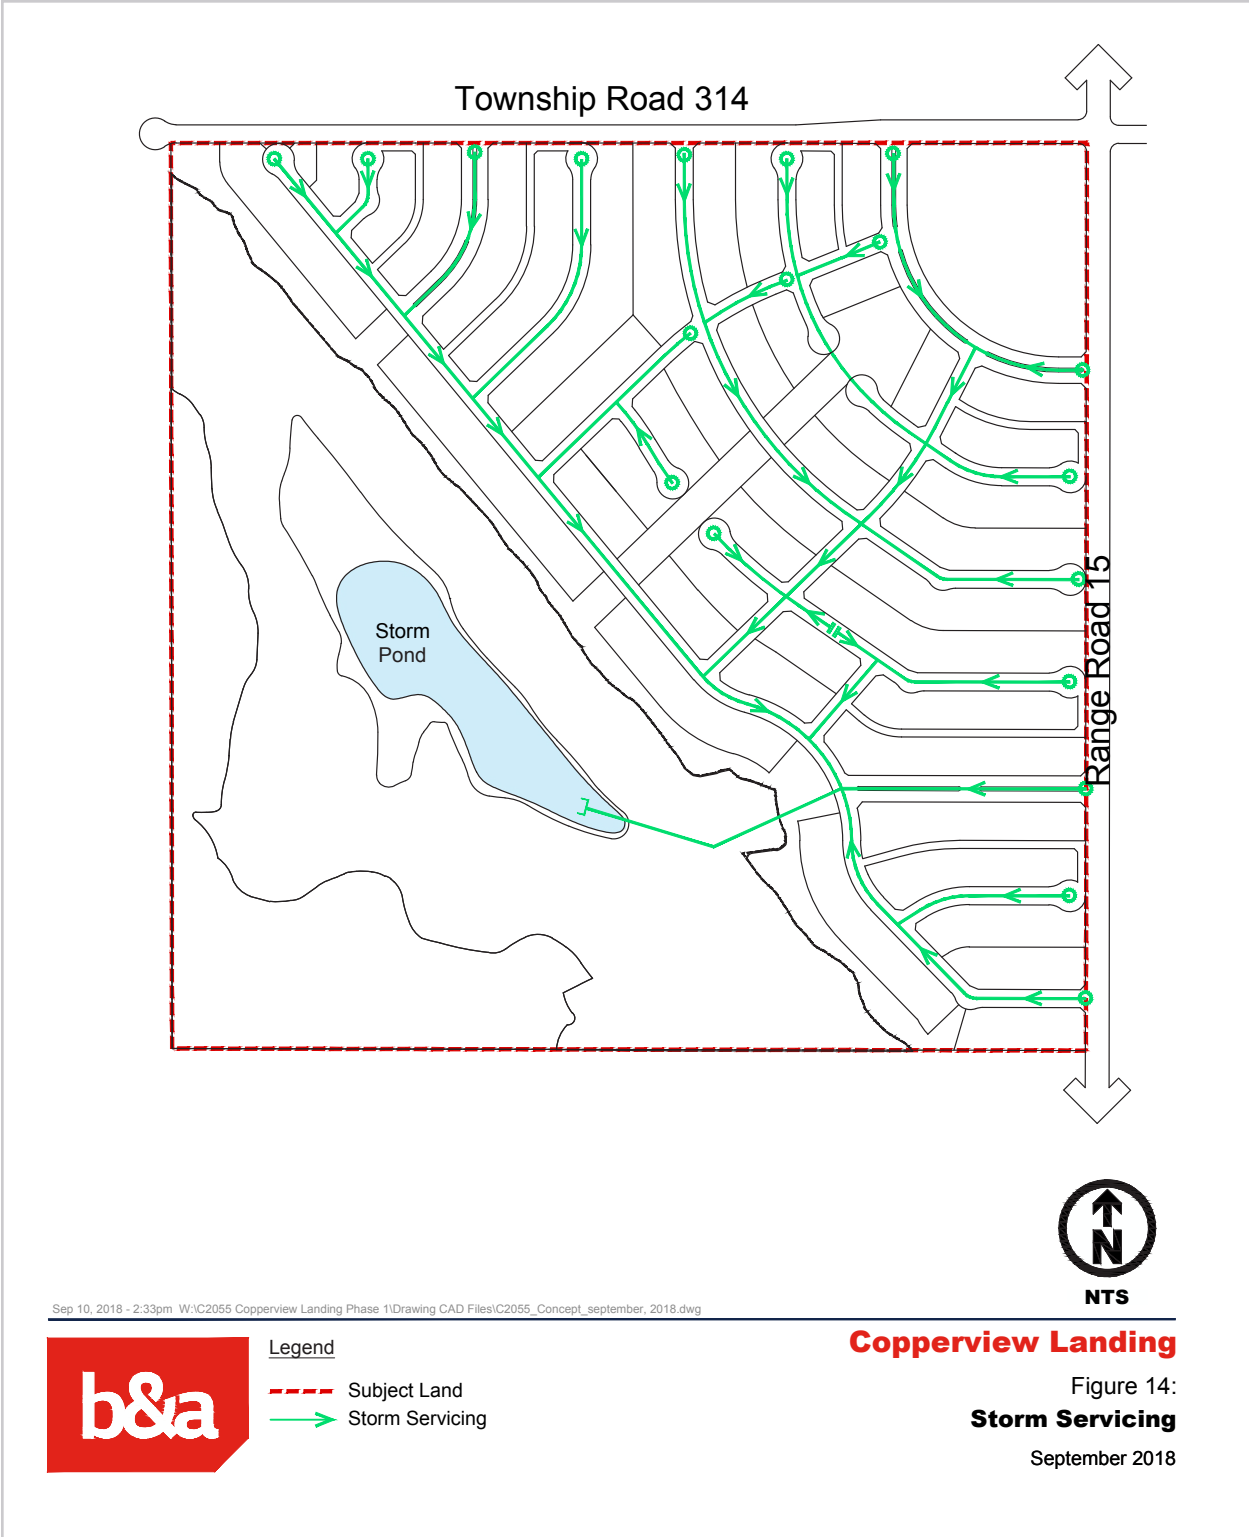 Township Road 314
Range Road 15
Storm
Pond
N
NTS
Sep 10, 2018 - 2:33pm W:\C2055 Copperview Landing Phase 1\Drawing CAD Files\C2055_Concept_september, 2018.dwg
b&a
Legend
Subject Land
Storm Servicing
Copperview Landing
Figure 14:
Storm Servicing
September 2018